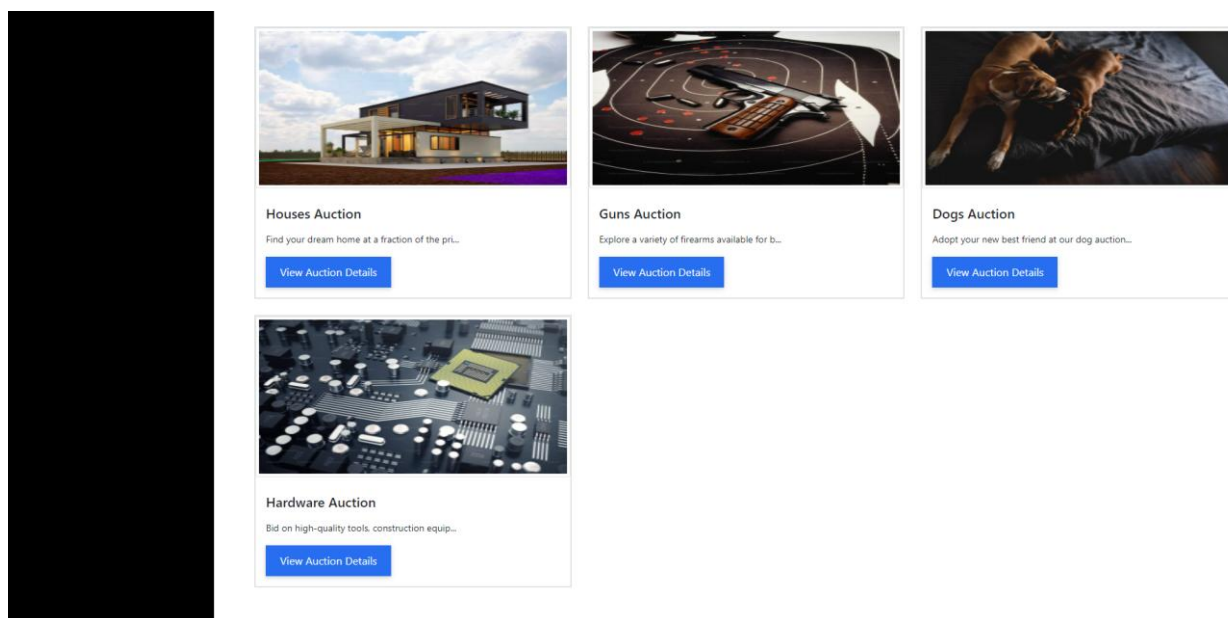 Houses Auction
Find your dream home at a fraction of the pri...
View Auction Details
Guns Auction
Explore a variety of firearms available for b...
View Auction Details
Dogs Auction
Adopt your new best friend at our dog auction...
View Auction Details
Hardware Auction
Bid on high-quality tools, construction equip...
View Auction Details